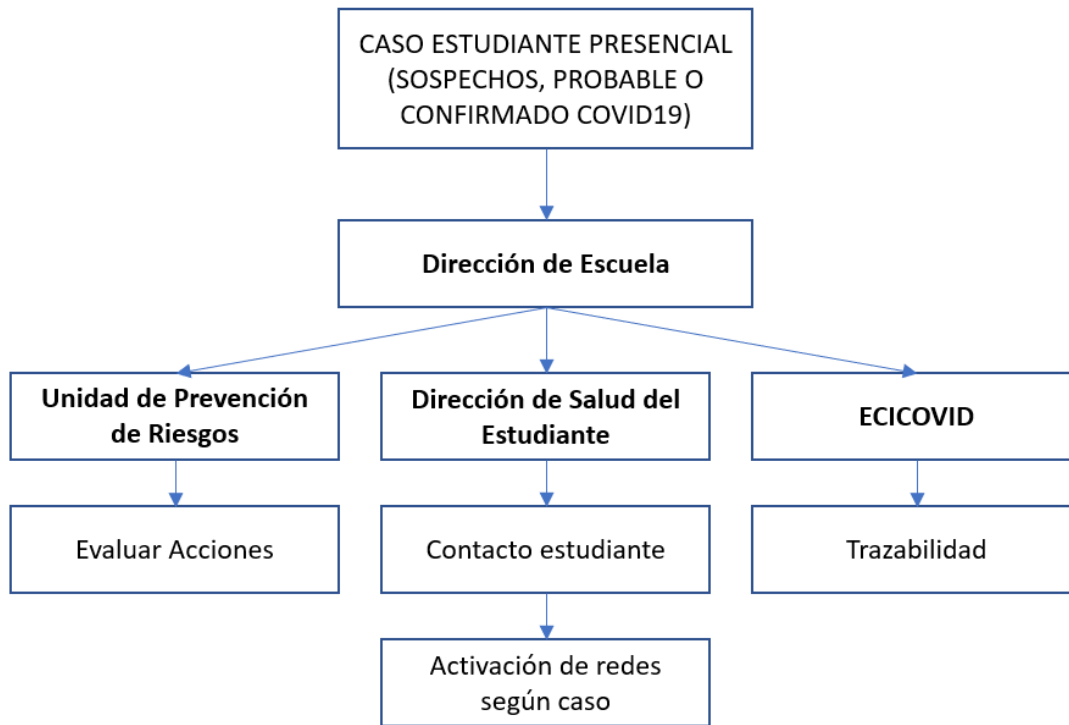 CASO ESTUDIANTE PRESENCIAL
(SOSPECHOS, PROBABLE O
CONFIRMADO COVID19)
Dirección de Escuela
Unidad de Prevención
de Riesgos
Dirección de Salud del
Estudiante
ECICOVID
Evaluar Acciones
Contacto estudiante
Trazabilidad
Activación de redes
según caso